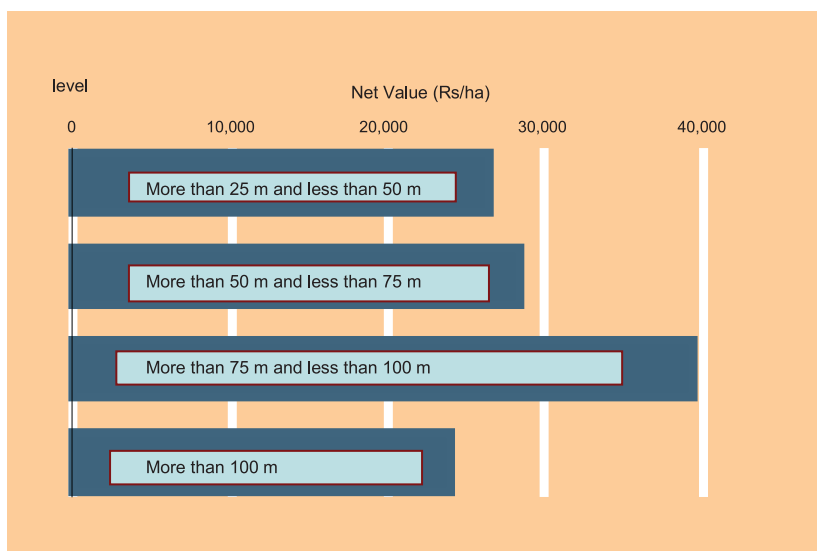 level
Net Value (Rs/ha)
0 10,000 20,000 30,000 40,000
More than 25 m and less than 50 m
More than 50 m and less than 75 m
More than 75 m and less than 100 m
More than 100 m